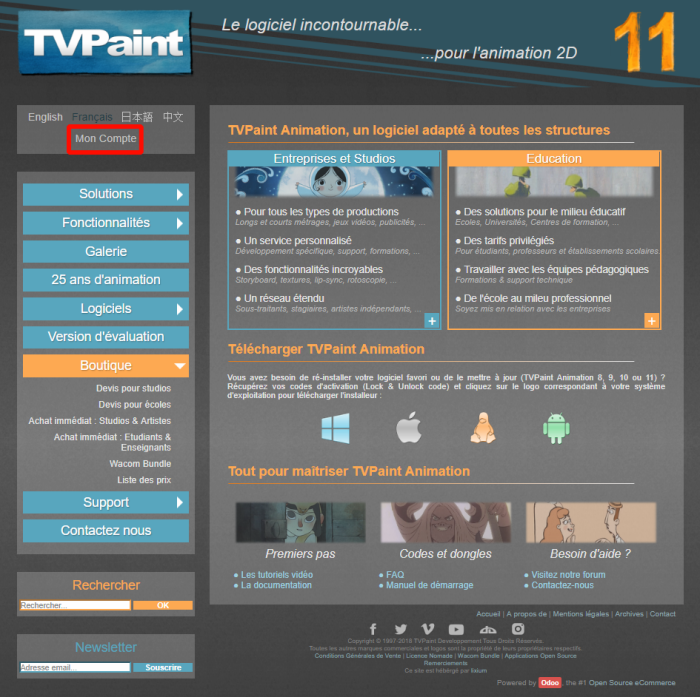 TVPaint
Le logiciel incontournable...
...pour l'animation 2D
11
English Français 日本語 中文
Mon Compte
Solutions
Fonctionnalités
Galerie
25 ans d'animation
Logiciels
Version d'évaluation
Boutique
Devis pour studios
Devis pour écoles
Achat immédiat : Studios & Artistes
Achat immédiat : Etudiants &
Enseignants
Wacom Bundle
Liste des prix
Support
Contactez nous
Rechercher
Rechercher... OK
Newsletter
Adresse email... Souscrire
TVPaint Animation, un logiciel adapté à toutes les structures
Entreprises et Studios
● Pour tous les types de productions
Longs et courts métrages, jeux vidéos, publicités, ...
● Un service personnalisé
Développement spécifique, support, formations, ...
● Des fonctionnalités incroyables
Storyboard, textures, lip-sync, rotoscopie, ...
● Un réseau étendu
Sous-traitants, stagiaires, artistes indépendants, ...
+
Education
● Des solutions pour le milieu éducatif
Ecoles, Universités, Centres de formation, ...
● Des tarifs privilégiés
Pour étudiants, professeurs et établissements scolaires
● Travailler avec les équipes pédagogiques
Formations & support technique
● De l'école au mileu professionnel
Soyez mis en relation avec les entreprises
+
Télécharger TVPaint Animation
Vous avez besoin de ré-installer votre logiciel favori ou de le mettre à jour (TVPaint Animation 8, 9, 10 ou 11) ?
Récupérez vos codes d'activation (Lock & Unlock code) et cliquez sur le logo correspondant à votre système
d'exploitation pour télécharger l'installeur :
Tout pour maîtriser TVPaint Animation
Premiers pas
● Les tutoriels vidéo
● La documentation
Codes et dongles
● FAQ
● Manuel de démarrage
Besoin d'aide ?
● Visitez notre forum
● Contactez-nous
Accueil | A propos de | Mentions légales | Archives | Contact
Copyright © 1997-2018 TVPaint Developpement Tous Droits Réservés.
Toutes les autres marques commerciales et logos sont la propriété de leurs propriétaires respectifs.
Conditions Générales de Vente | Licence Nomade | Wacom Bundle | Applications Open Source
Remerciements
Ce site est hébergé par
Powered by Odoo, the #1 Open Source eCommerce.